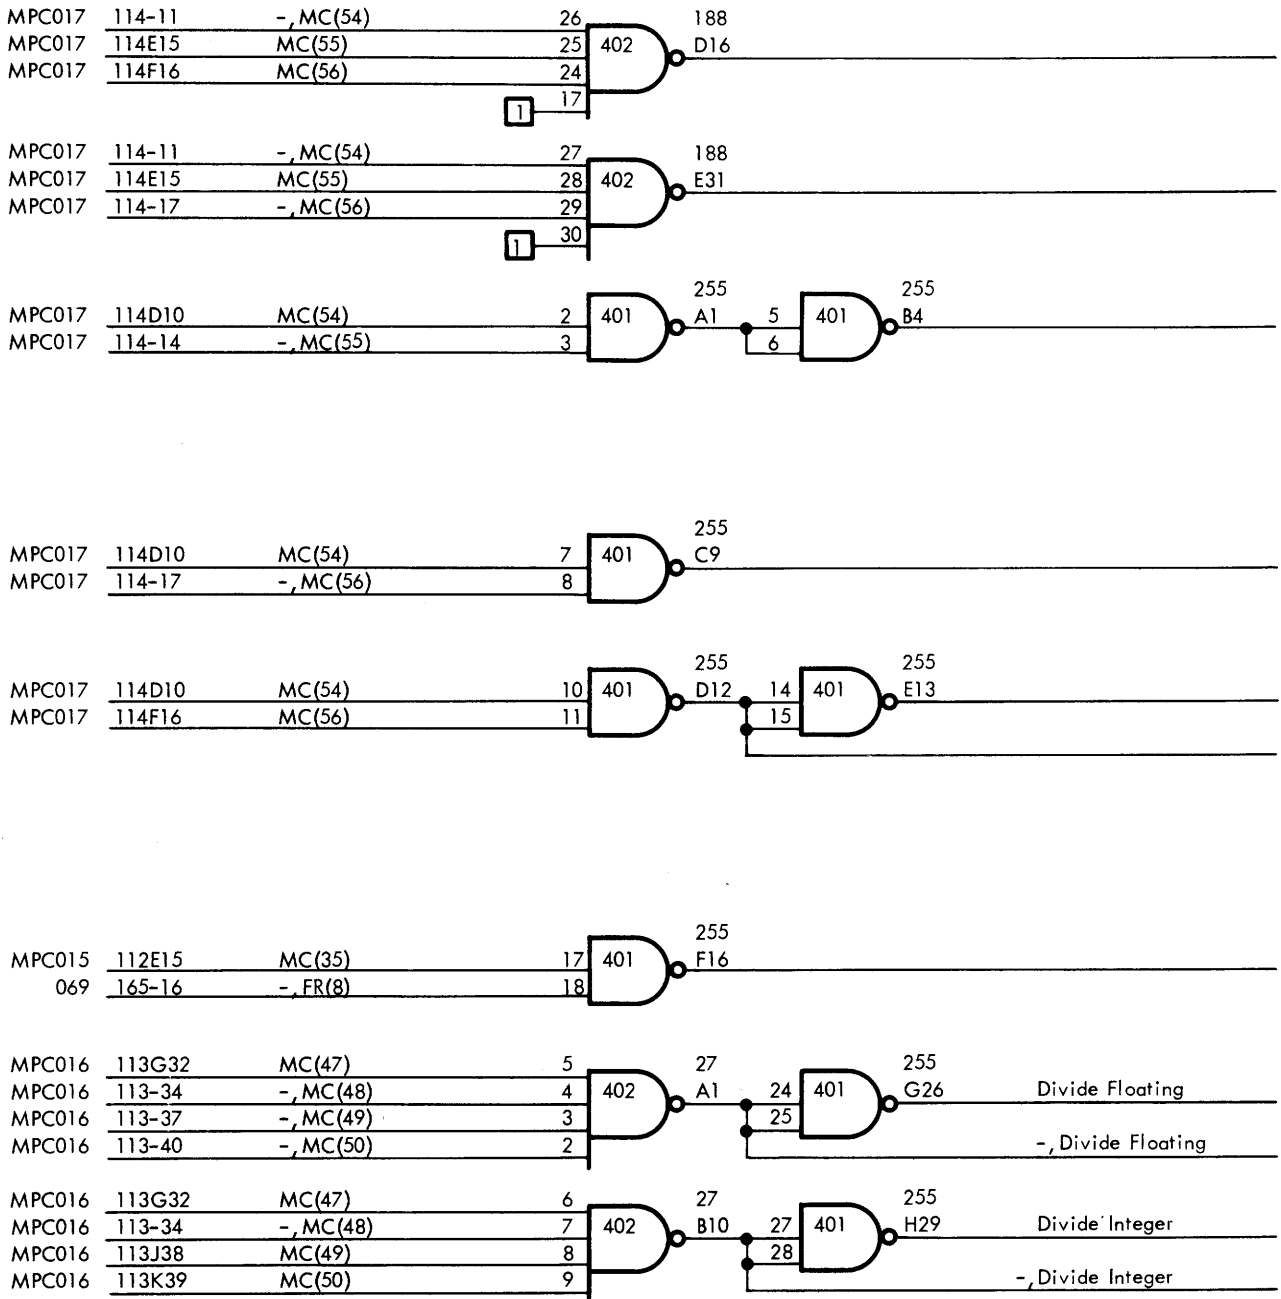 MPC017 114-11 -,MC(54) 26 402 188
MPC017 114E15 MC(55) 25 D16
MPC017 114F16 MC(56) 24
1 17
MPC017 114-11 -,MC(54) 27 402 188
MPC017 114E15 MC(55) 28 E31
MPC017 114-17 -,MC(56) 29
1 30
255 255
MPC017 114D10 MC(54) 2 401 A1 5 401 B4
MPC017 114-14 -,MC(55) 3 6
255
MPC017 114D10 MC(54) 7 401 C9
MPC017 114-17 -,MC(56) 8
255 255
MPC017 114D10 MC(54) 10 401 D12 14 401 E13
MPC017 114F16 MC(56) 11 15
255
MPC015 112E15 MC(35) 17 401 F16
069 165-16 -,FR(8) 18
MPC016 113G32 MC(47) 5 27 255
MPC016 113-34 -,MC(48) 4 402 A1 24 401 G26 Divide Floating
MPC016 113-37 -,MC(49) 3 25
MPC016 113-40 -,MC(50) 2 -,Divide Floating
MPC016 113G32 MC(47) 6 27 255
MPC016 113-34 -,MC(48) 7 402 B10 27 401 H29 Divide Integer
MPC016 113J38 MC(49) 8 28
MPC016 113K39 MC(50) 9 -,Divide Integer